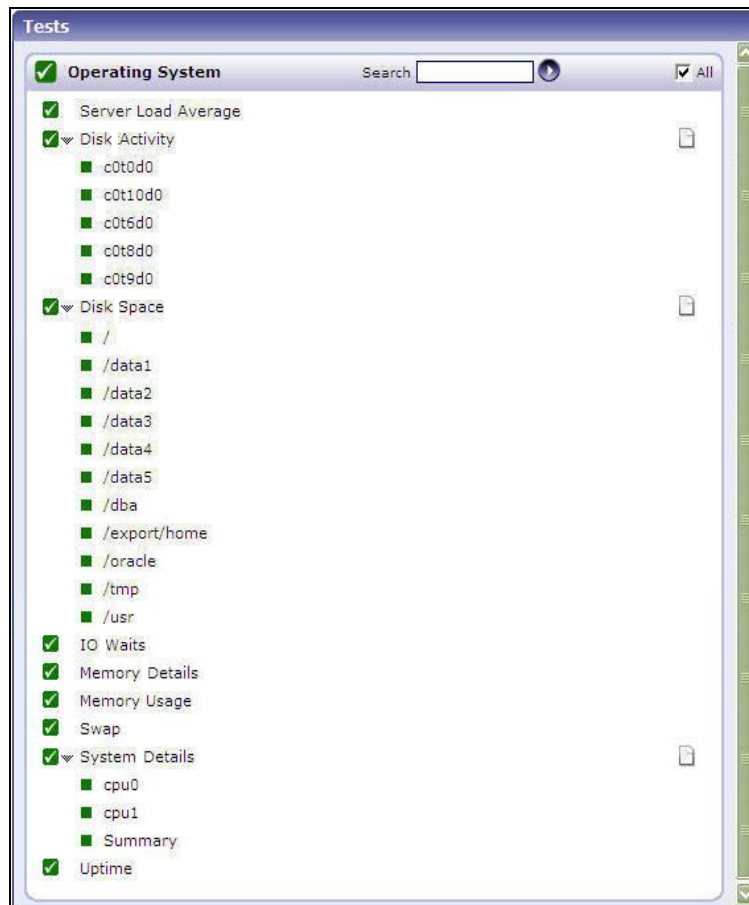 Tests
Operating System Search All
Server Load Average
Disk Activity
c0t0d0
c0t10d0
c0t6d0
c0t8d0
c0t9d0
Disk Space
/
/data1
/data2
/data3
/data4
/data5
/dba
/export/home
/oracle
/tmp
/usr
IO Waits
Memory Details
Memory Usage
Swap
System Details
cpu0
cpu1
Summary
Uptime